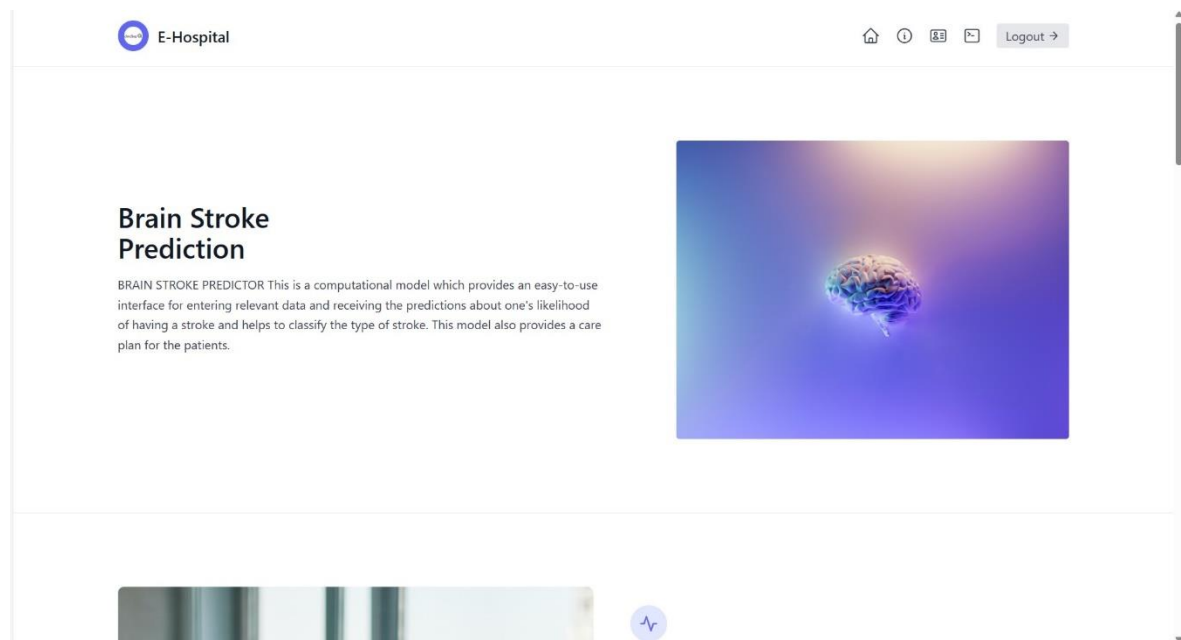 E-Hospital
Logout →
Brain Stroke
Prediction
BRAIN STROKE PREDICTOR This is a computational model which provides an easy-to-use
interface for entering relevant data and receiving the predictions about one's likelihood
of having a stroke and helps to classify the type of stroke. This model also provides a care
plan for the patients.